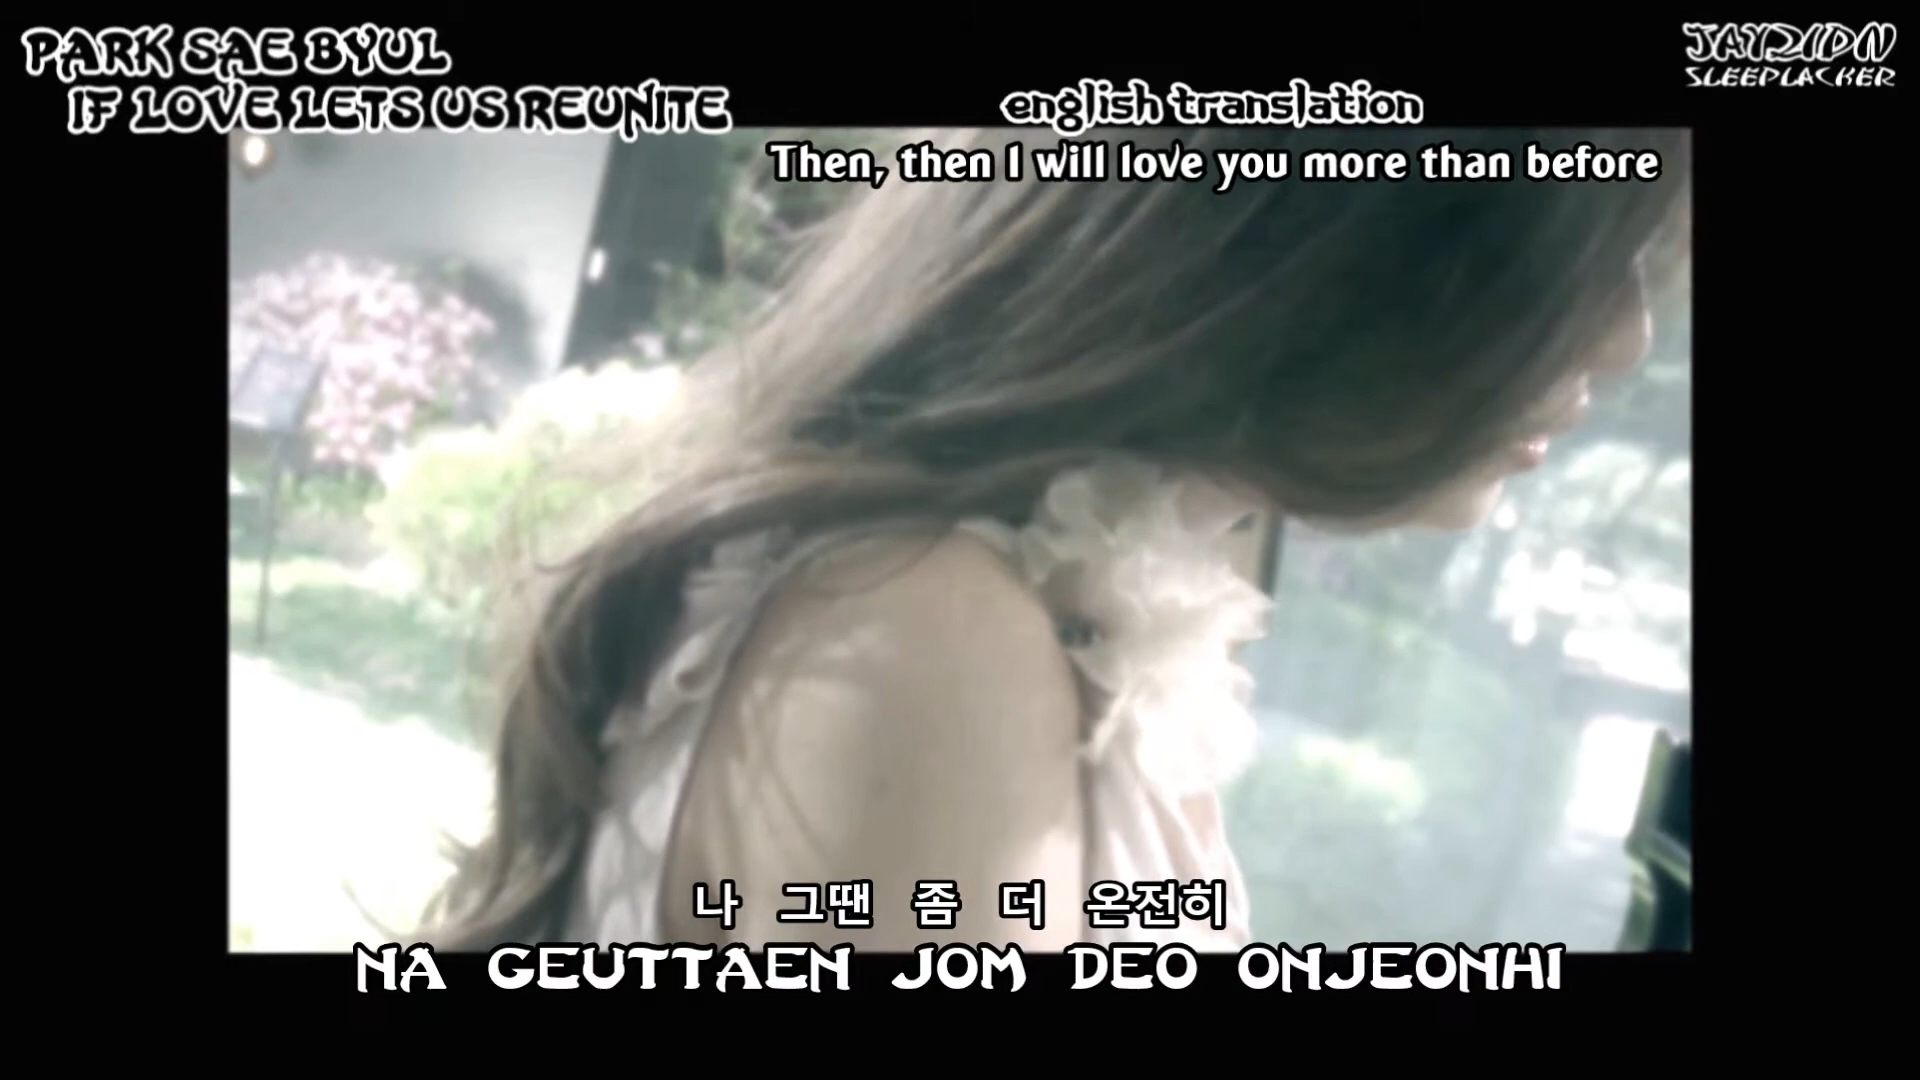 PARK SAE BYUL
IF LOVE LETS US REUNITE
JAYZIDN
SLEEPLACKER
english translation
Then, then I will love you more than before
나 그땐 좀 더 온전히
NA GEUTTAEN JOM DEO ONJEONHI